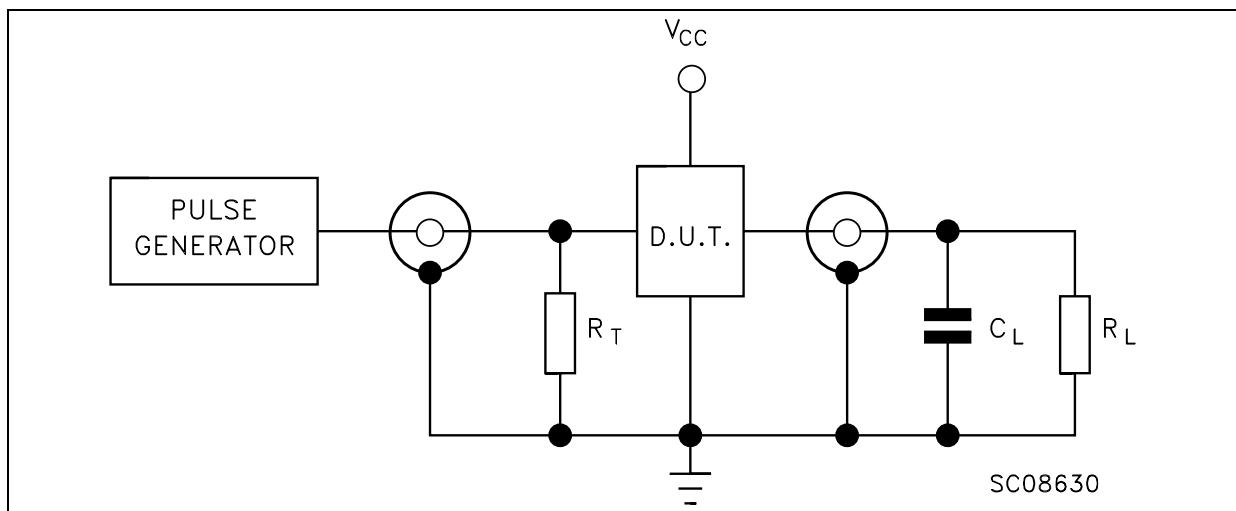 VCC
PULSE
GENERATOR
D.U.T.
RT
CL
RL
SC08630